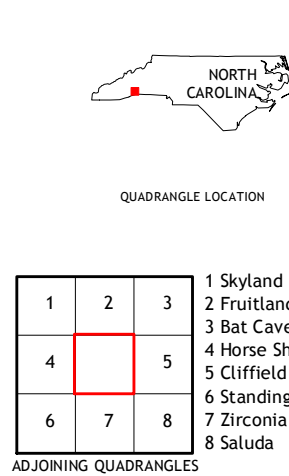 NORTH
CAROLINA
QUADRANGLE LOCATION
1 2 3
4 5
6 7 8
1 Skyland
2 Fruitland
3 Bat Cave
4 Horse Sh
5 Cliffield
6 Standing
7 Zirconia
8 Saluda
ADJOINING QUADRANGLES